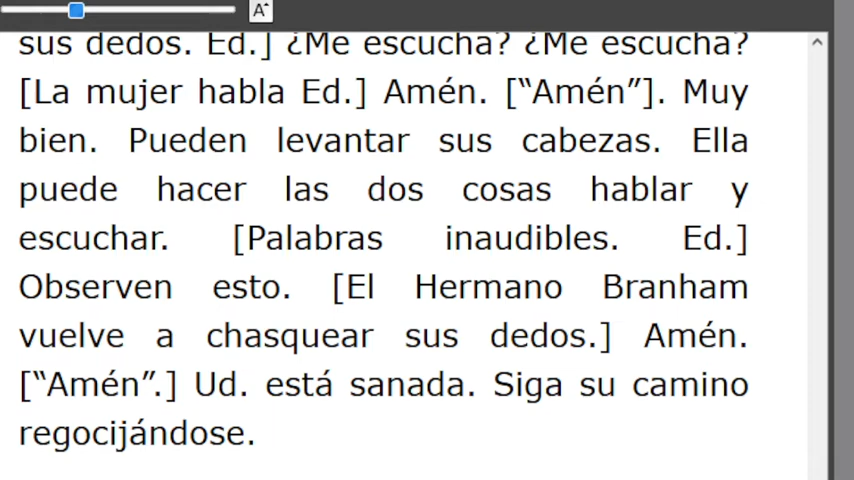 A
sus dedos. Ed.] ¿Me escucha? ¿Me escucha?
[La mujer habla Ed.] Amén. [“Amén”]. Muy
bien. Pueden levantar sus cabezas. Ella
puede hacer las dos cosas hablar y
escuchar. [Palabras inaudibles. Ed.]
Observen esto. [El Hermano Branham
vuelve a chasquear sus dedos.] Amén.
[“Amén”.] Ud. está sanada. Siga su camino
regocijándose.